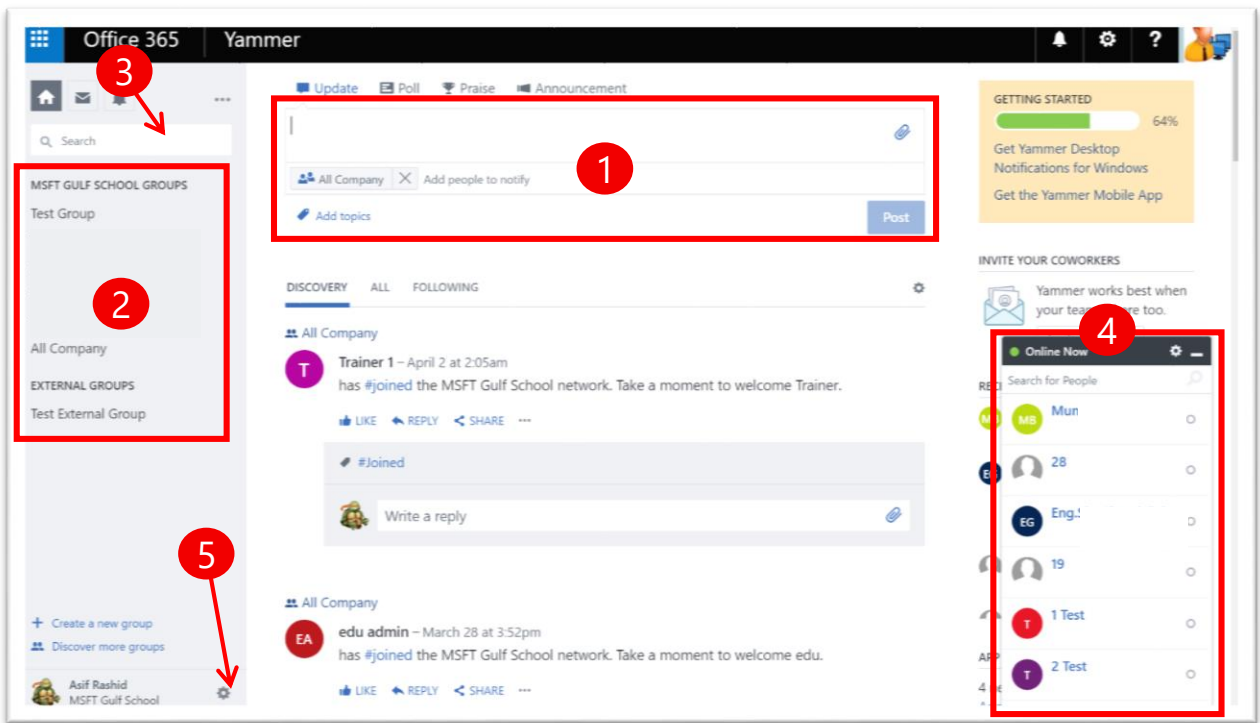 Office 365 Yammer
?
3
Search
MSFT GULF SCHOOL GROUPS
Test Group
2
All Company
EXTERNAL GROUPS
Test External Group
5
Create a new group
Discover more groups
Asif Rashid
MSFT Gulf School
Update Poll Praise Announcement
1
All Company Add people to notify
Add topics Post
DISCOVERY ALL FOLLOWING
All Company
T
Trainer 1 – April 2 at 2:05am
has #joined the MSFT Gulf School network. Take a moment to welcome Trainer.
LIKE REPLY SHARE
#Joined
Write a reply
All Company
EA
edu admin – March 28 at 3:52pm
has #joined the MSFT Gulf School network. Take a moment to welcome edu.
LIKE REPLY SHARE
GETTING STARTED
64%
Get Yammer Desktop
Notifications for Windows
Get the Yammer Mobile App
INVITE YOUR COWORKERS
Yammer works best when
your too.
4
Online Now
Search for People
MB Mun
28
EG Eng.
19
T 1 Test
T 2 Test
4